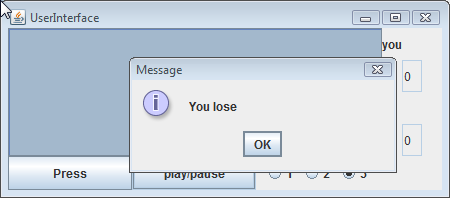 UserInterface
you
Message
You lose
0
OK
0
Press
play/pause
1
2
3